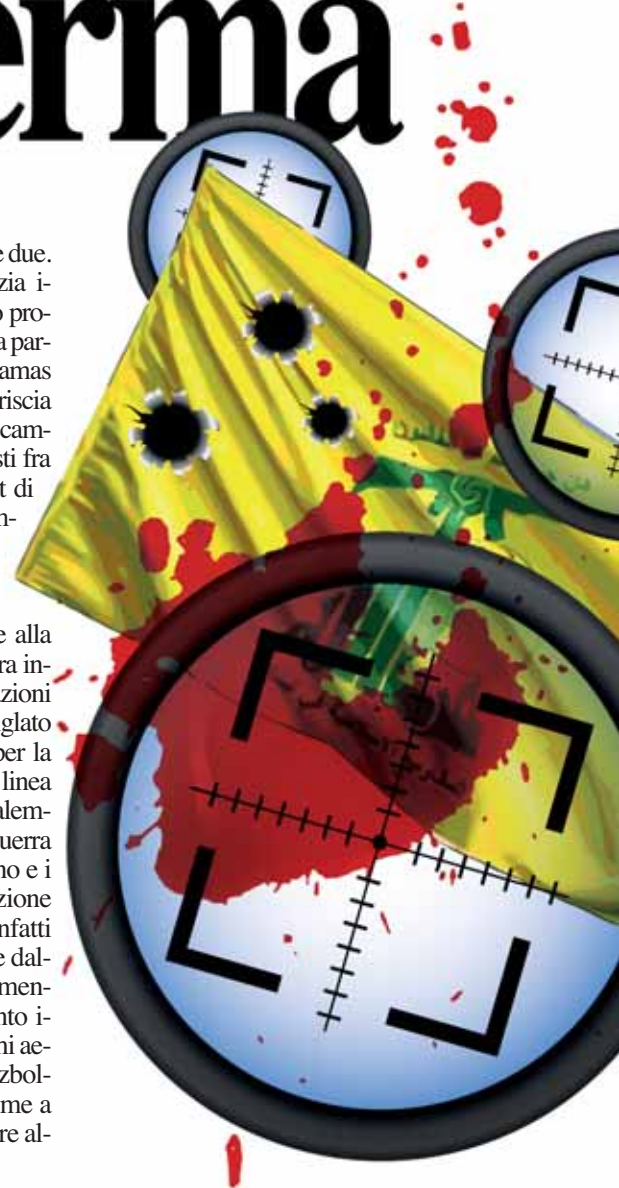 erma
e due.
zia i-
o pro-
a par-
amas
riscia
cam-
sti fra
t di
n-
e alla
ra in-
zioni
glato
per la
linea
alem-
uerra
no e i
zione
nfatti
e dal-
men-
nto i-
ni ae-
zbol-
me a
re al-